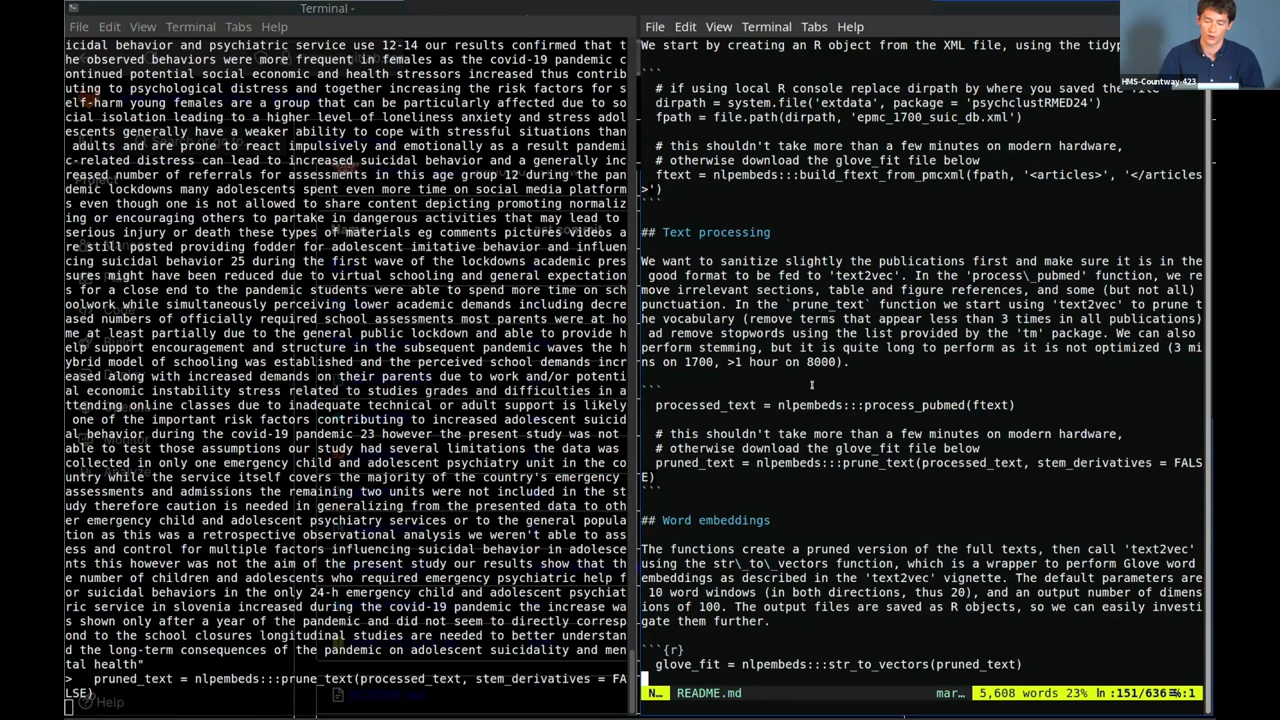 Terminal -
File Edit View Terminal Tabs Help
icidal behavior and psychiatric service use 12-14 our results confirmed that t
he observed behaviors were more frequent in females as the covid-19 pandemic c
ontinued potential social economic and health stressors increased thus contrib
uting to psychological distress and together increasing the risk factors for s
elf-harm young females are a group that can be particularly affected due to so
cial isolation leading to a higher level of loneliness anxiety and stress adol
escents generally have a weaker ability to cope with stressful situations than
adults and are prone to react impulsively and emotionally as a result pandemi
c-related distress can lead to increased suicidal behavior and a generally inc
reased number of referrals for assessments in this age group 12 during the pan
demic lockdowns many adolescents spent even more time on social media platform
s even though one is not allowed to share content depicting promoting normaliz
ing or encouraging others to partake in dangerous activities that may lead to
serious injury or death these types of materials eg comments pictures videos a
re still posted providing fodder for adolescent imitative behavior and influen
cing suicidal behavior 25 during the first wave of the lockdowns academic pres
sures might have been reduced due to virtual schooling and general expectation
s for a close end to the pandemic students were able to spend more time on sch
oolwork while simultaneously perceiving lower academic demands including decre
ased numbers of officially required school assessments most parents were at ho
me at least partially due to the general public lockdown and able to provide h
elp support encouragement and structure in the subsequent pandemic waves the h
ybrid model of schooling was established and the perceived school demands incr
eased along with increased demands on their parents due to work and/or potenti
al economic instability stress related to studies grades and difficulties in a
ttending online classes due to inadequate technical or adult support is likely
one of the important risk factors contributing to increased adolescent suicid
al behavior during the covid-19 pandemic 23 however the present study was not
able to test those assumptions our study had several limitations the data was
collected in only one emergency child and adolescent psychiatry unit in the co
untry while the service itself covers the majority of the country's emergency
assessments and admissions the remaining two units were not included in the st
udy therefore caution is needed in generalizing from the presented data to oth
er emergency child and adolescent psychiatry services or to the general popula
tion as this was a retrospective observational analysis we weren't able to ass
ess and control for multiple factors influencing suicidal behavior in adolesce
nts this however was not the aim of the present study our results show that th
e number of children and adolescents who required emergency psychiatric help f
or suicidal behaviors in the only 24-h emergency child and adolescent psychiat
ric service in slovenia increased during the covid-19 pandemic the increase wa
s shown only after a year of the pandemic and did not seem to directly corresp
ond to the school closures longitudinal studies are needed to better understan
d the long-term consequences of the pandemic on adolescent suicidality and men
tal health"
> pruned_text = nlpembeds:::prune_text(processed_text, stem_derivatives = FA
LSE)
Help
File Edit View Terminal Tabs Help
We start by creating an R object from the XML file, using the tidyp
```
# if using local R console replace dirpath by where you saved the file
dirpath = system.file('extdata', package = 'psychclustRMED24')
fpath = file.path(dirpath, 'epmc_1700_suic_db.xml')
# this shouldn't take more than a few minutes on modern hardware,
# otherwise download the glove_fit file below
ftext = nlpembeds:::build_ftext_from_pmcxml(fpath, '<articles>', '</articles
>')
```
## Text processing
We want to sanitize slightly the publications first and make sure it is in the
good format to be fed to 'text2vec'. In the 'process\_pubmed' function, we re
move irrelevant sections, table and figure references, and some (but not all)
punctuation. In the `prune_text` function we start using 'text2vec' to prune t
he vocabulary (remove terms that appear less than 3 times in all publications)
ad remove stopwords using the list provided by the 'tm' package. We can also
perform stemming, but it is quite long to perform as it is not optimized (3 mi
ns on 1700, >1 hour on 8000).
```
processed_text = nlpembeds:::process_pubmed(ftext)
# this shouldn't take more than a few minutes on modern hardware,
# otherwise download the glove_fit file below
pruned_text = nlpembeds:::prune_text(processed_text, stem_derivatives = FALS
E)
```
## Word embeddings
The functions create a pruned version of the full texts, then call 'text2vec'
using the str\_to\_vectors function, which is a wrapper to perform Glove word
embeddings as described in the 'text2vec' vignette. The default parameters are
10 word windows (in both directions, thus 20), and an output number of dimens
ions of 100. The output files are saved as R objects, so we can easily investi
gate them further.
```{r}
glove_fit = nlpembeds:::str_to_vectors(pruned_text)
N… README.md mar… 5,608 words 23% ln :151/636 ☰%:1
HMS-Countway-423